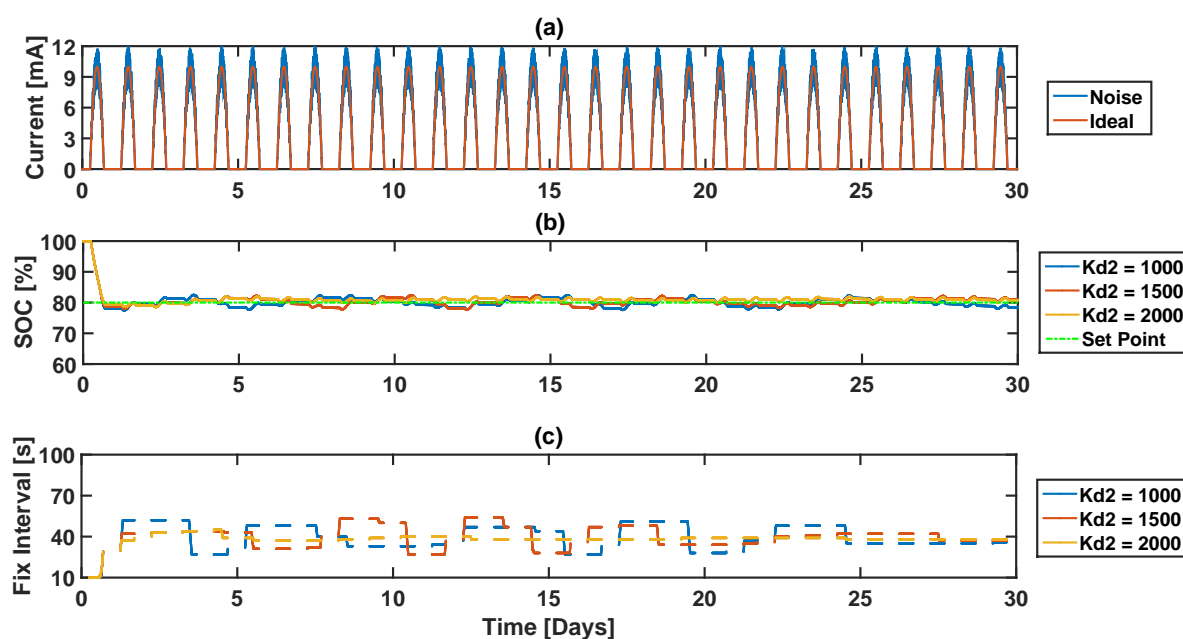 (a)
Current [mA]
12
9
6
3
0
0 5 10 15 20 25 30
Noise
Ideal
(b)
SOC [%]
100
90
80
70
60
0 5 10 15 20 25 30
Kd2 = 1000
Kd2 = 1500
Kd2 = 2000
Set Point
(c)
Fix Interval [s]
100
70
40
10
0 5 10 15 20 25 30
Time [Days]
Kd2 = 1000
Kd2 = 1500
Kd2 = 2000